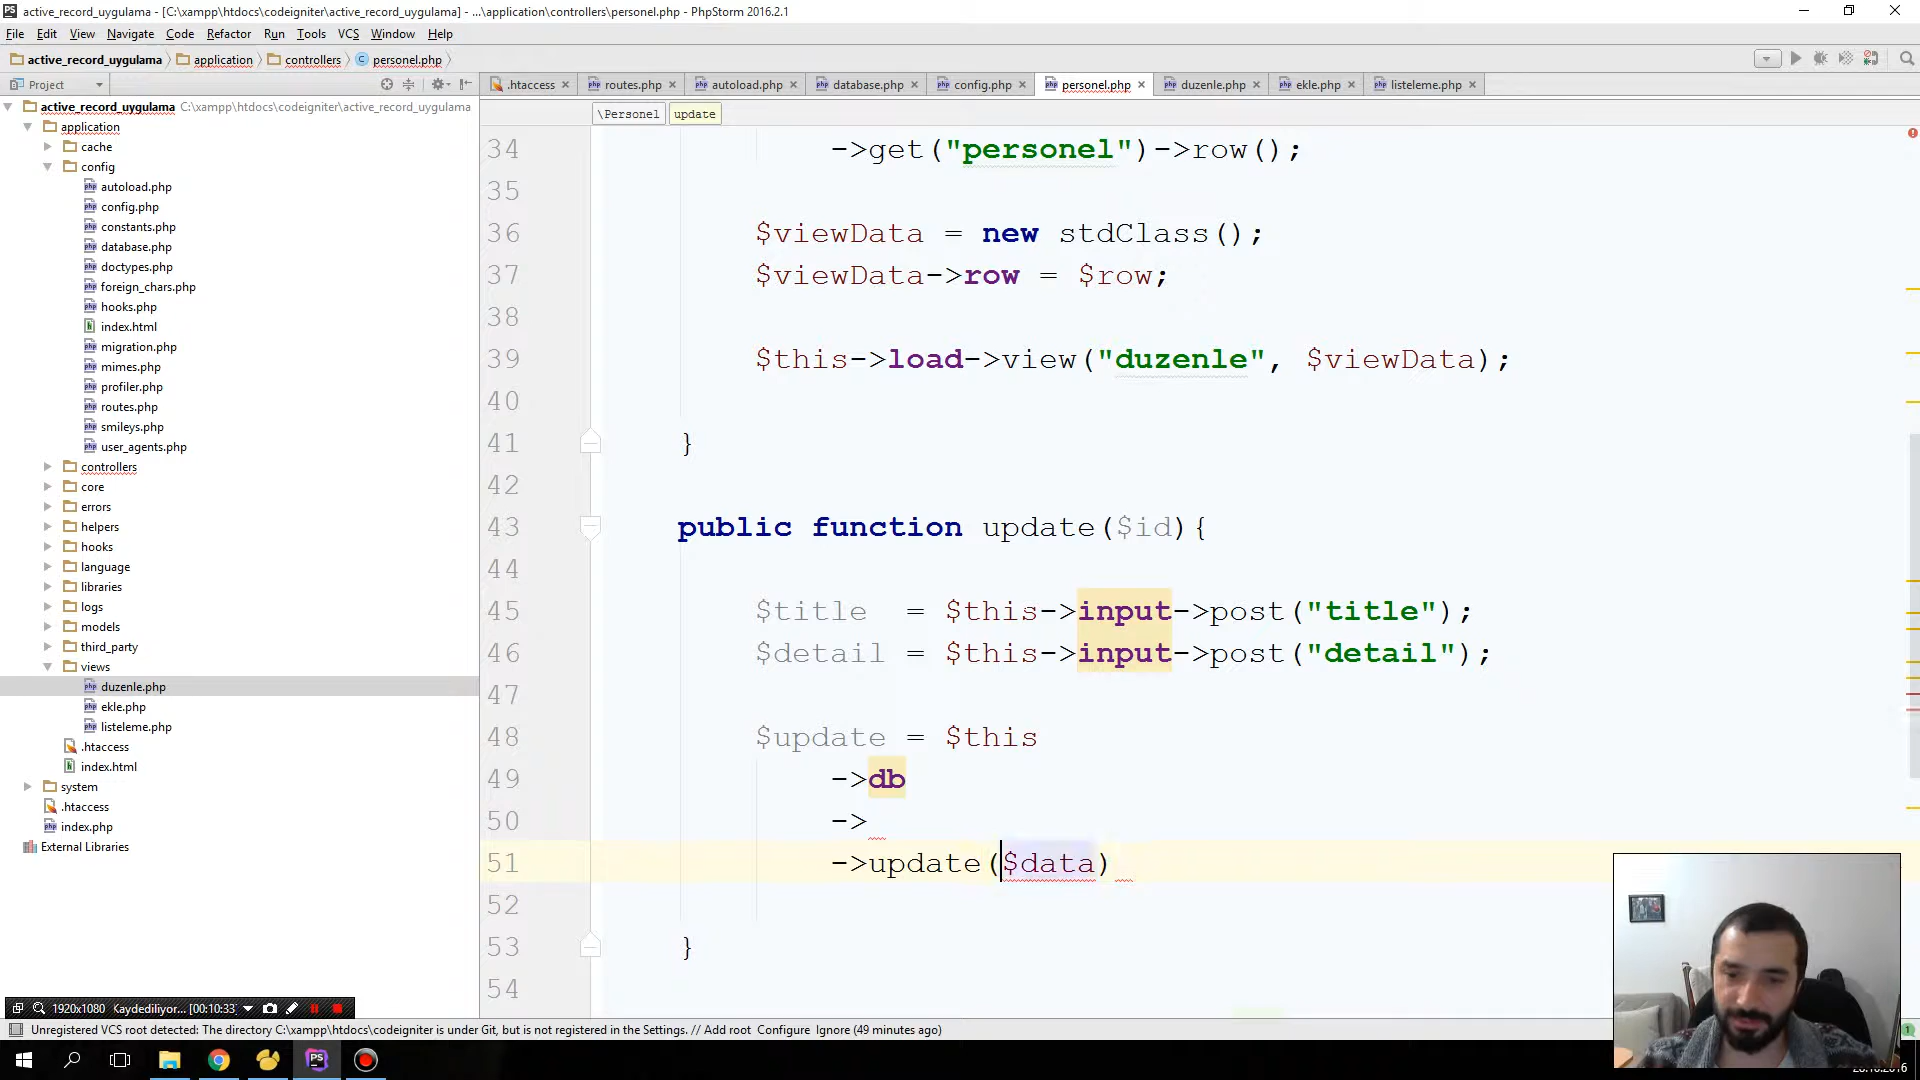 active_record_uygulama - [C:\xampp\htdocs\codeigniter\active_record_uygulama] - ...\application\controllers\personel.php - PhpStorm 2016.2.1
File Edit View Navigate Code Refactor Run Tools VCS Window Help
active_record_uygulama application controllers personel.php
Project
.htaccess routes.php autoload.php database.php config.php personel.php duzenle.php ekle.php listeleme.php
\Personel update
active_record_uygulama C:\xampp\htdocs\codeigniter\active_record_uygulama
application
cache
config
autoload.php
config.php
constants.php
database.php
doctypes.php
foreign_chars.php
hooks.php
index.html
migration.php
mimes.php
profiler.php
routes.php
smileys.php
user_agents.php
controllers
core
errors
helpers
hooks
language
libraries
logs
models
third_party
views
duzenle.php
ekle.php
listeleme.php
.htaccess
index.html
system
.htaccess
index.php
External Libraries
34 ->get("personel")->row();
35
36 $viewData = new stdClass();
37 $viewData->row = $row;
38
39 $this->load->view("duzenle", $viewData);
40
41 }
42
43 public function update($id){
44
45 $title = $this->input->post("title");
46 $detail = $this->input->post("detail");
47
48 $update = $this
49 ->db
50 ->
51 ->update($data)
52
53 }
54
1920x1080 Kaydediliyor... [00:10:33]
Unregistered VCS root detected: The directory C:\xampp\htdocs\codeigniter is under Git, but is not registered in the Settings. // Add root Configure Ignore (49 minutes ago)